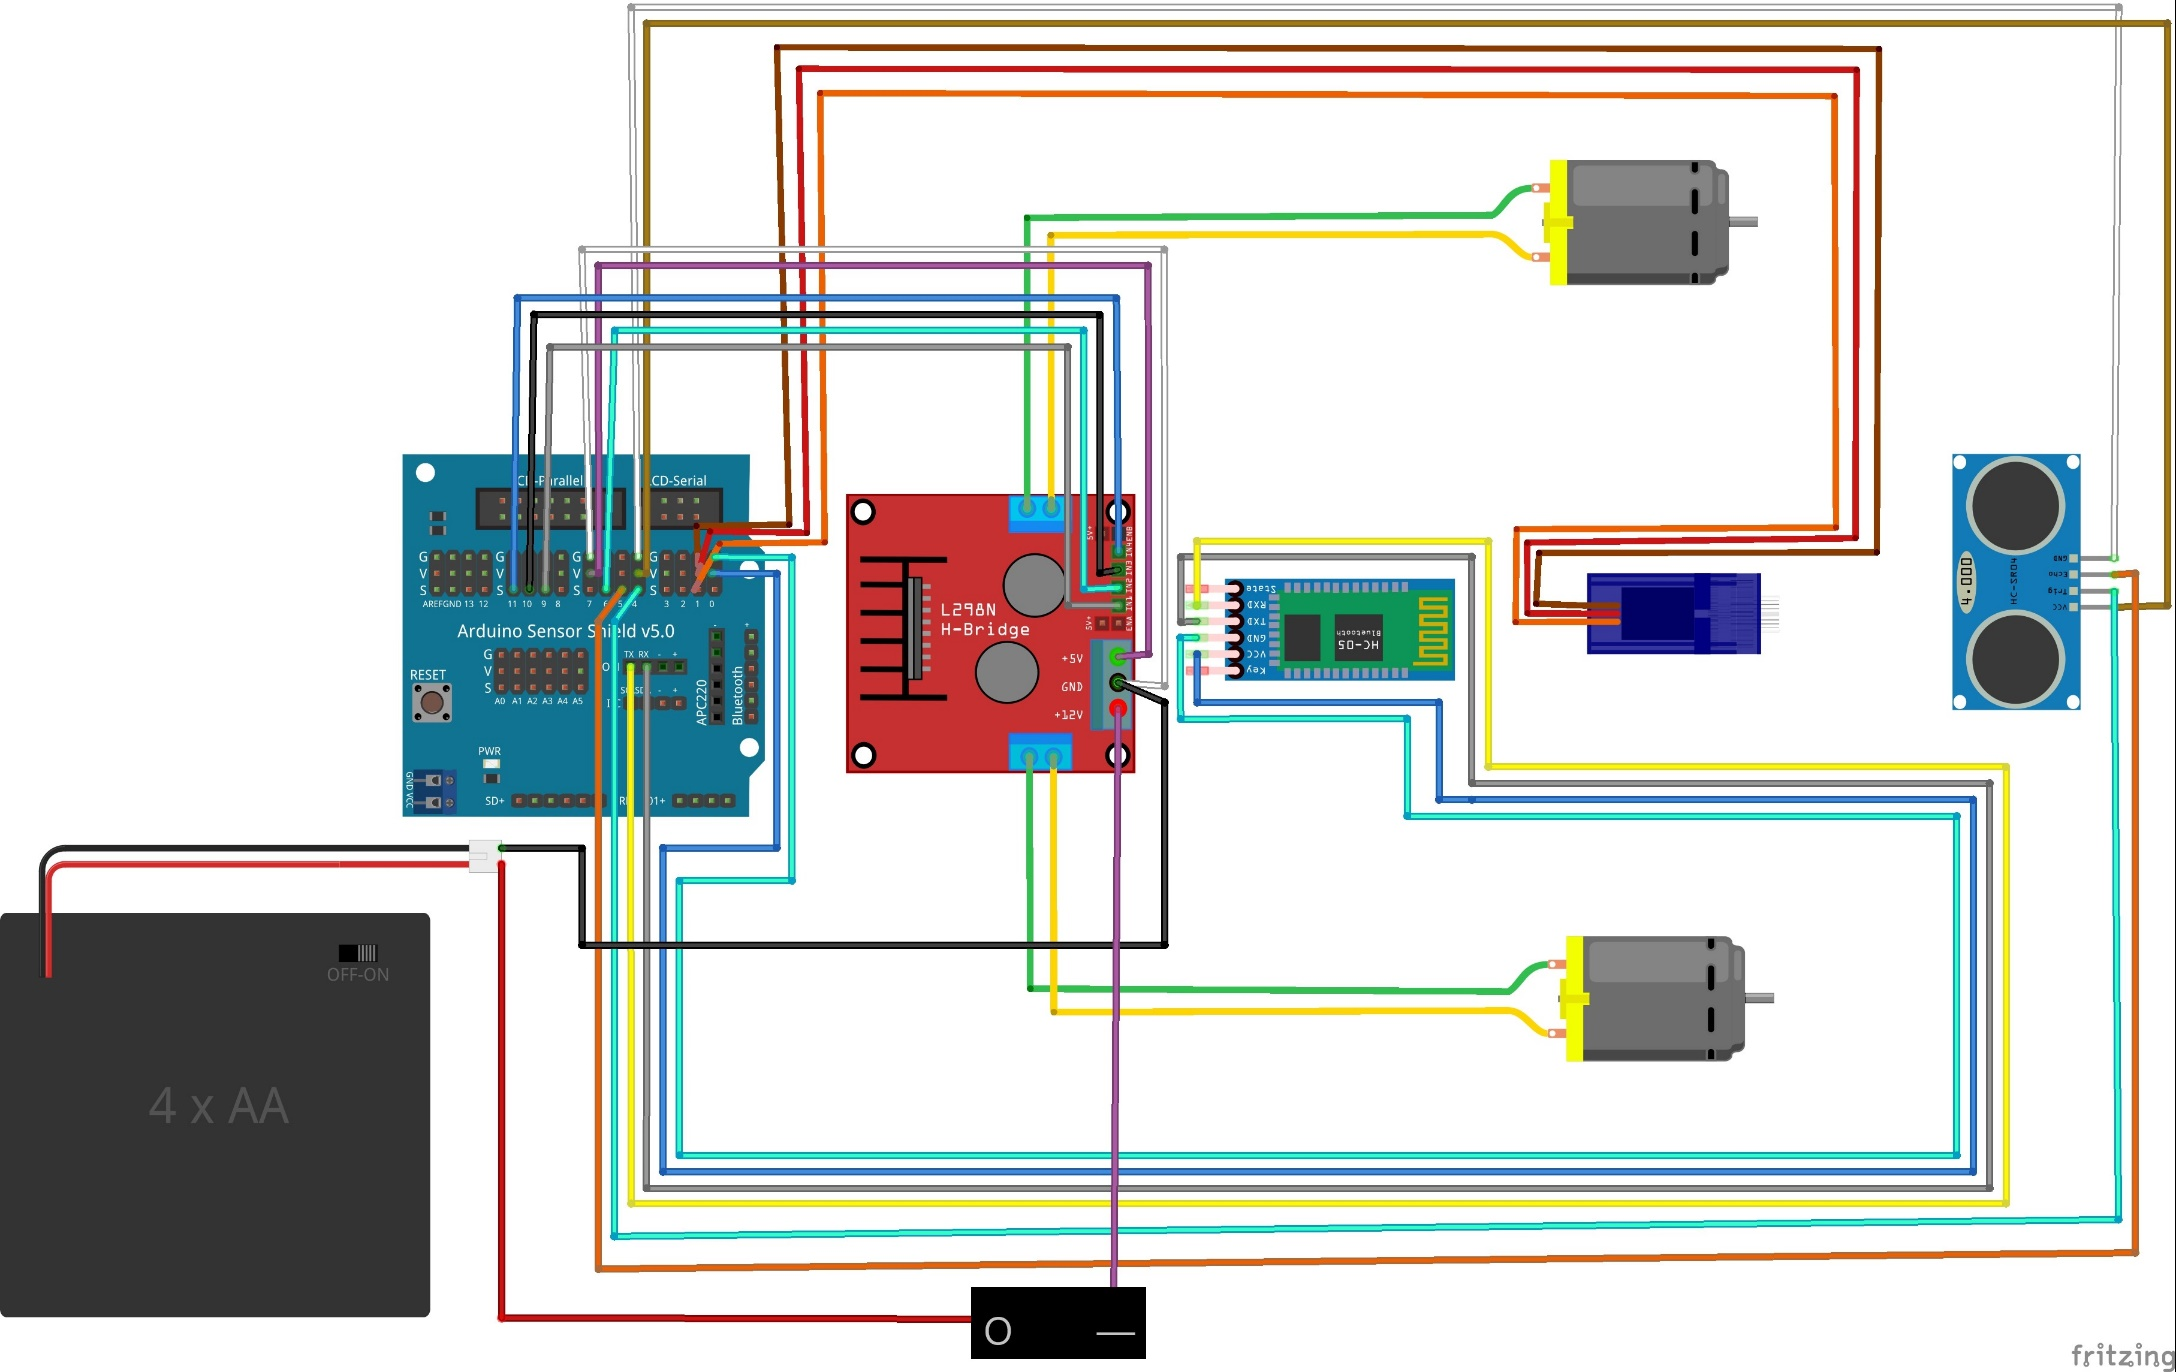 LCD-Serial
G
V
S
G
V
S
G
V
S
AREF GND 13 12
11 10 9 8
7 6 5 4
3 2 1 0
Arduino Sensor Shield v5.0
TX RX - +
G
V
S
A0 A1 A2 A3 A4 A5
RESET
- +
APC220
Bluetooth
PWR
GND VCC
SD+
L298N
H-Bridge
5V+
5V+
ENA IN1 IN2 IN3 IN4 ENB
+5V
GND
+12V
State
RXD
TXD
GND
VCC
Key
HC-05
Bluetooth
4.000
HC-SR04
GND
Echo
Trig
VCC
OFF-ON
4 x AA
O —
fritzing